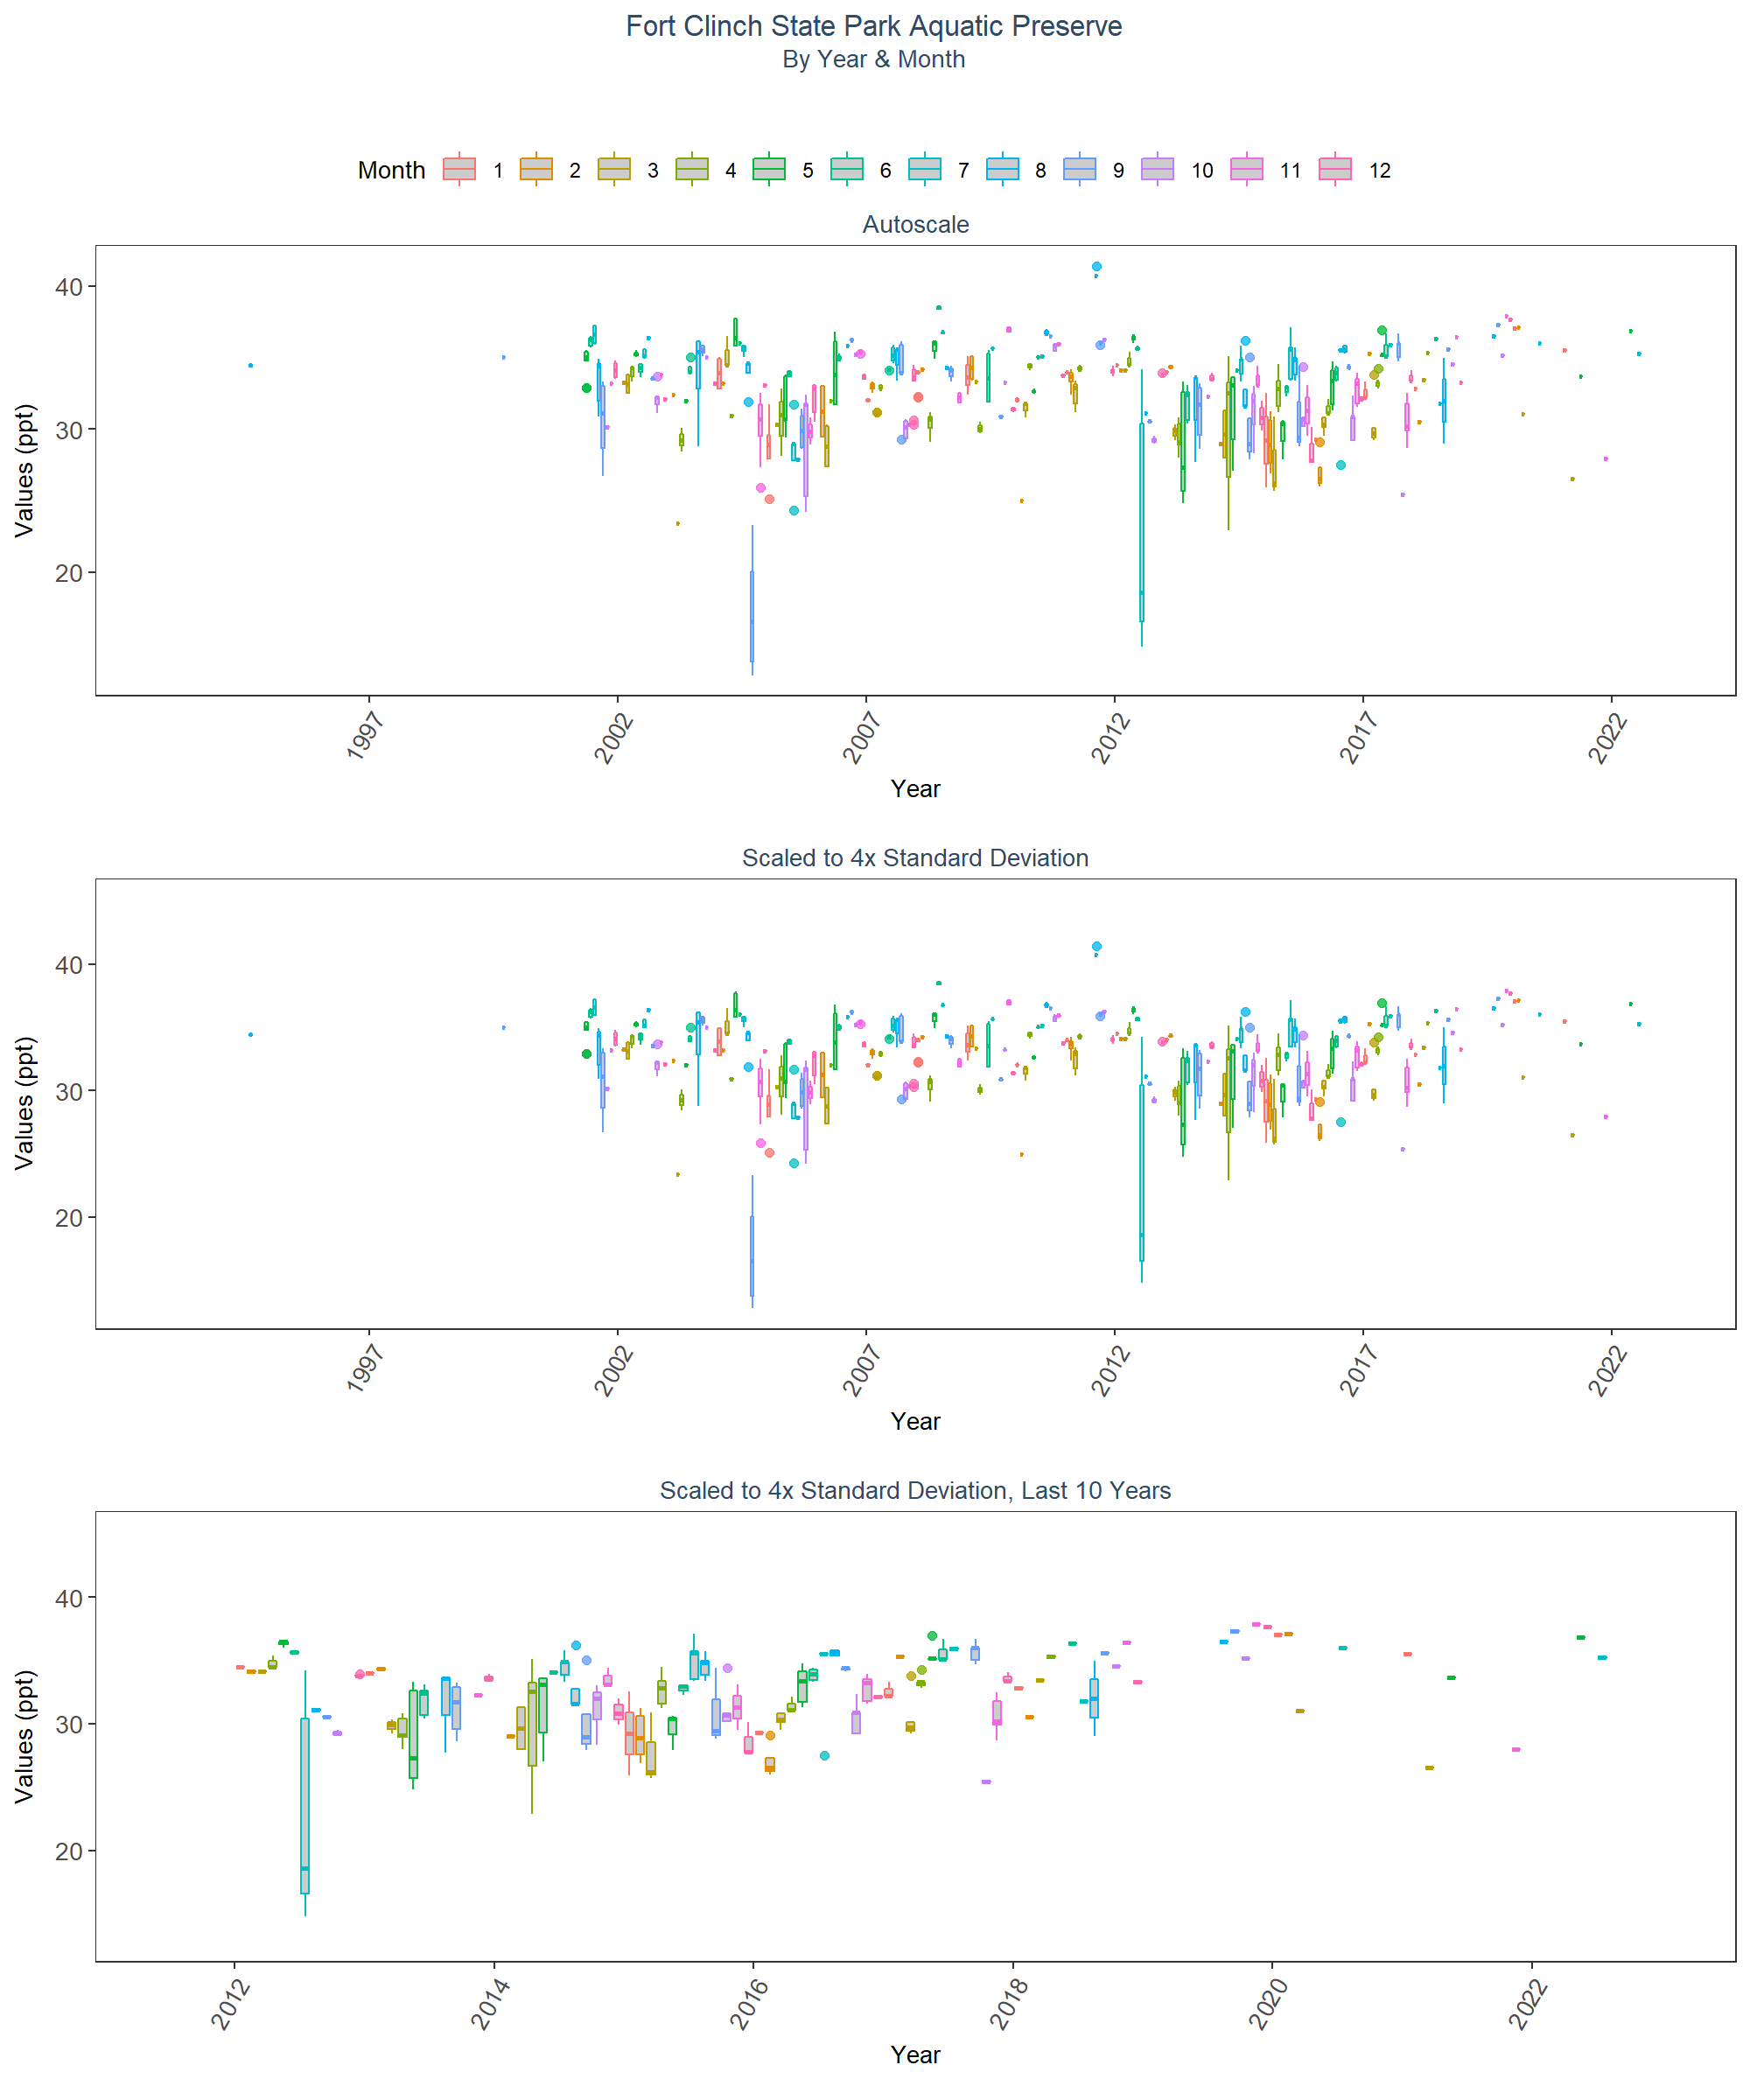 Fort Clinch State Park Aquatic Preserve
By Year & Month
Month 1 2 3 4 5 6 7 8 9 10 11 12
Autoscale
Values (ppt)
40
30
20
1997 2002 2007 2012 2017 2022
Year
Scaled to 4x Standard Deviation
Values (ppt)
40
30
20
1997 2002 2007 2012 2017 2022
Year
Scaled to 4x Standard Deviation, Last 10 Years
Values (ppt)
40
30
20
2012 2014 2016 2018 2020 2022
Year